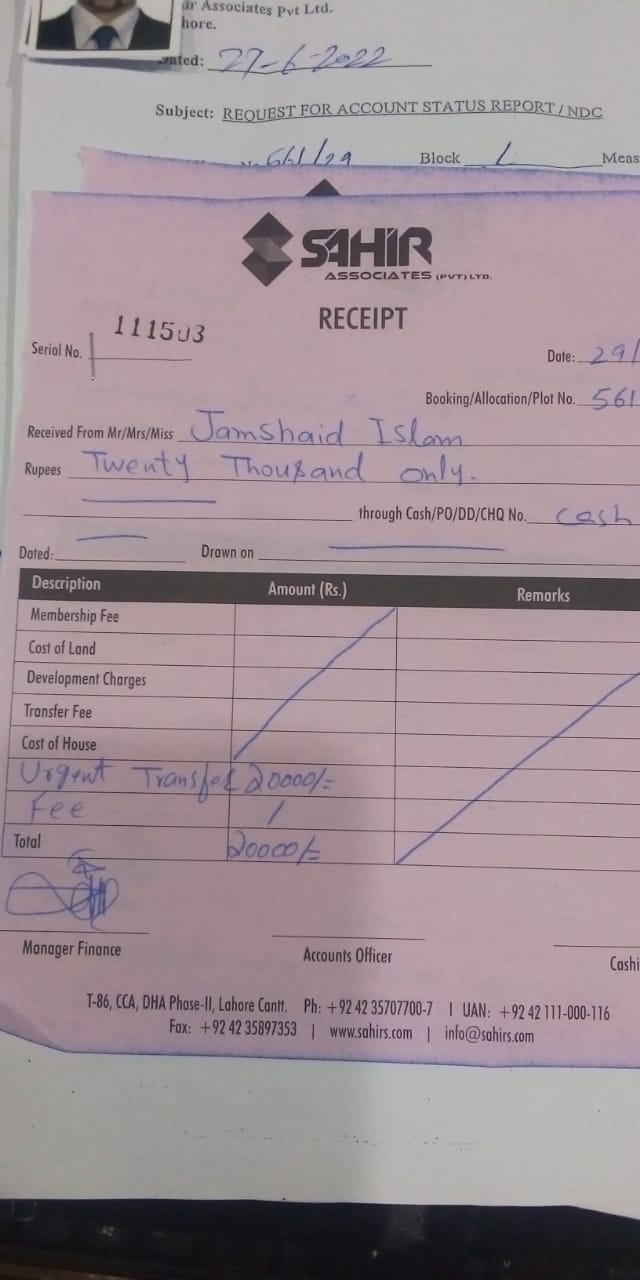 ir Associates Pvt Ltd.
hore.
ated: 27-6-2022
Subject: REQUEST FOR ACCOUNT STATUS REPORT / NDC
561/29 Block L Meas
SAHIR
ASSOCIATES (PVT) LTD.
RECEIPT
Serial No. 111503
Date: 29/
Booking/Allocation/Plot No. 561
Received From Mr/Mrs/Miss Jamshaid Islam
Rupees Twenty Thousand only.
through Cash/PO/DD/CHQ No. cash
Dated: Drawn on
Description Amount (Rs.) Remarks
Membership Fee
Cost of Land
Development Charges
Transfer Fee
Cost of House
Urgent Transfer 20000/=
Fee
Total 20000/=
Manager Finance Accounts Officer Cashi
T-86, CCA, DHA Phase-II, Lahore Cantt. Ph: +92 42 35707700-7 | UAN: +92 42 111-000-116
Fax: +92 42 35897353 | www.sahirs.com | info@sahirs.com